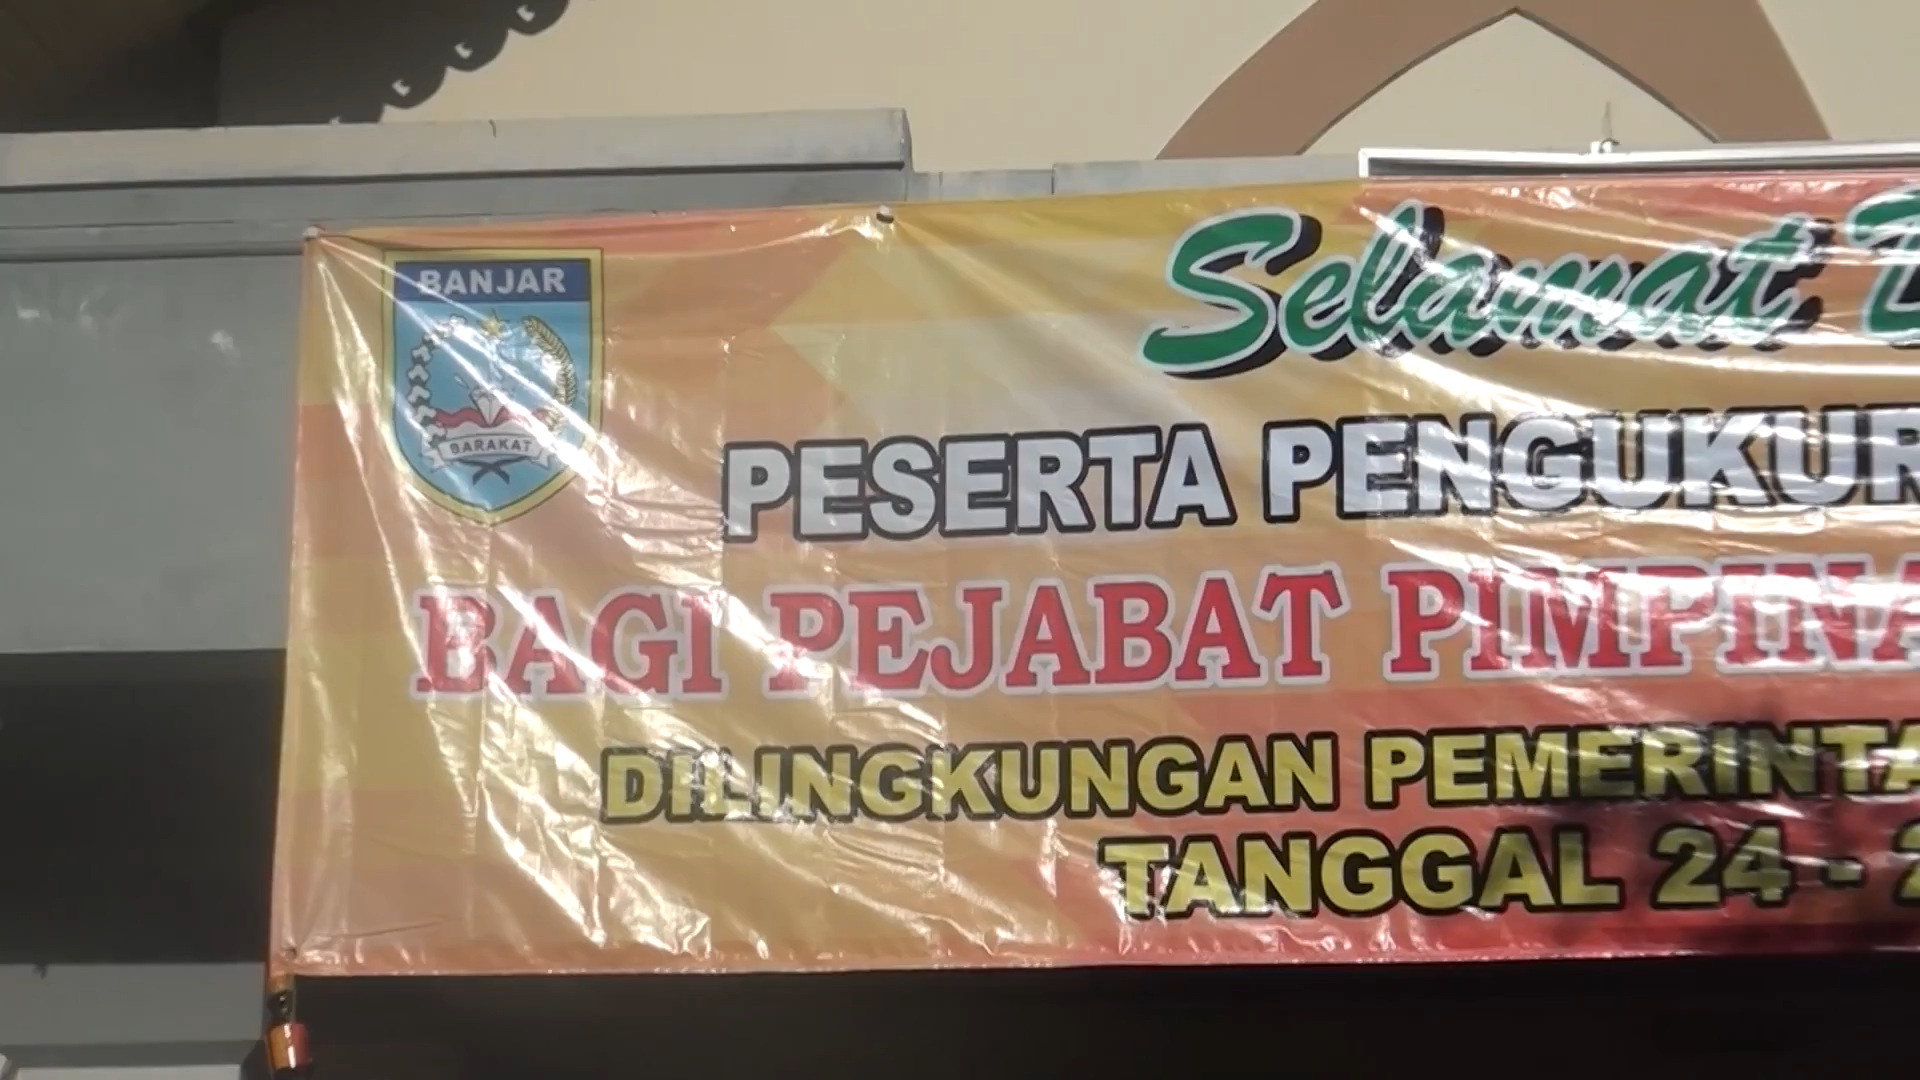 BANJAR
BARAKAT
Selamat
PESERTA PENGUKUR
BAGI PEJABAT PIMPINA
DILINGKUNGAN PEMERINTA
TANGGAL 24 -